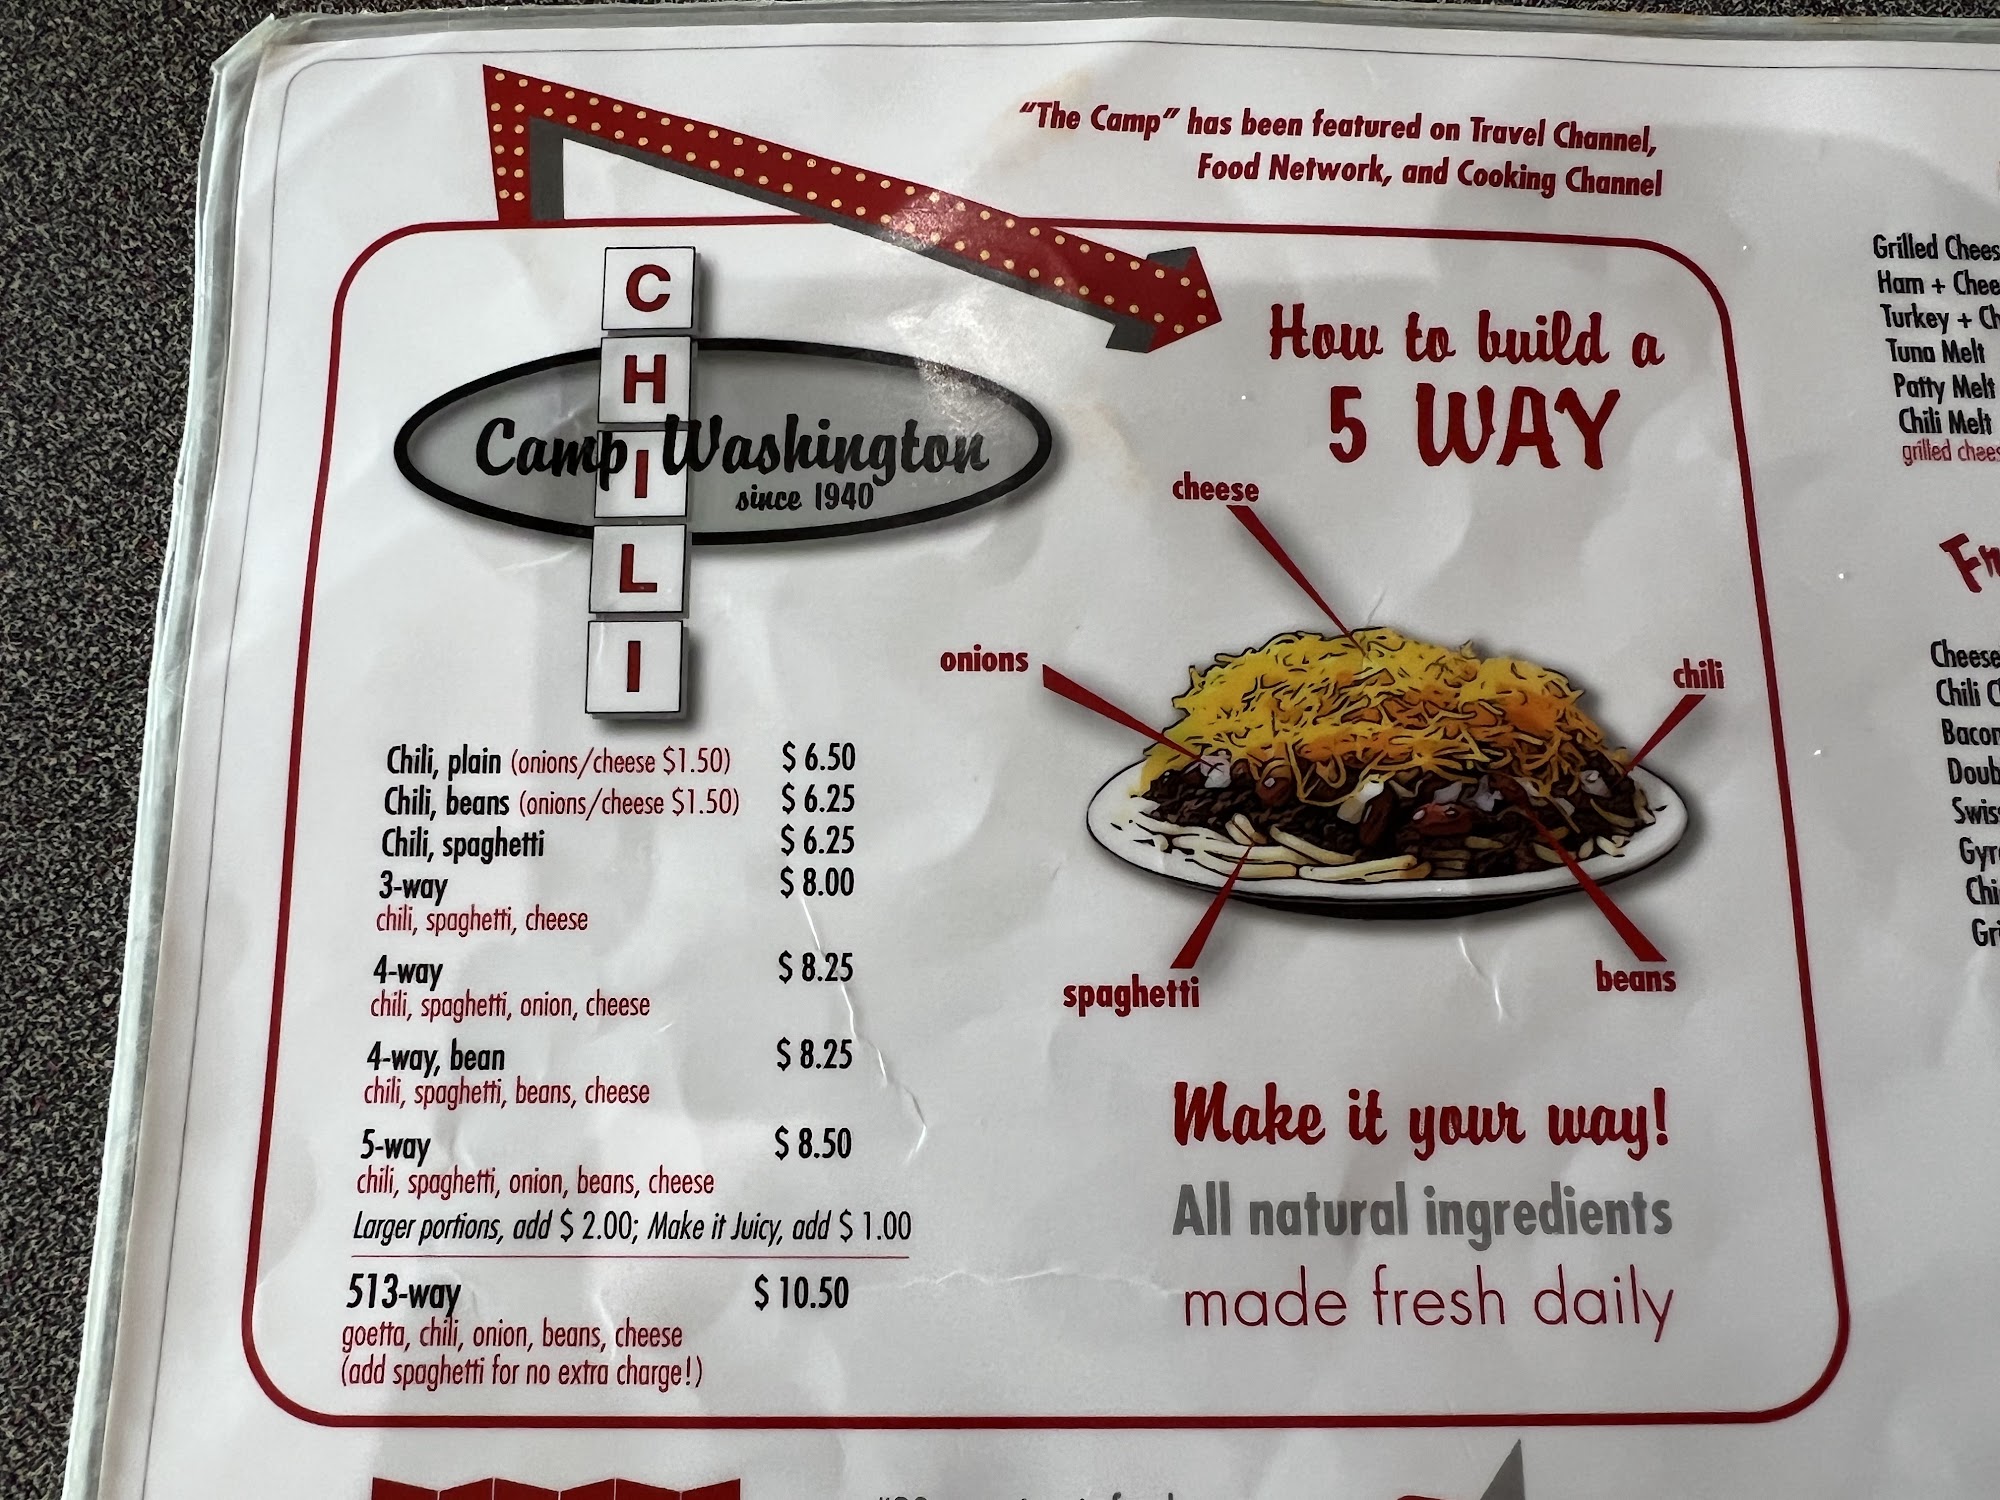 "The Camp" has been featured on Travel Channel,
Food Network, and Cooking Channel
CHILI
Camp Washington
since 1940
How to build a
5 WAY
cheese
onions
chili
spaghetti
beans
Chili, plain (onions/cheese $1.50) $ 6.50
Chili, beans (onions/cheese $1.50) $ 6.25
Chili, spaghetti $ 6.25
3-way $ 8.00
chili, spaghetti, cheese
4-way $ 8.25
chili, spaghetti, onion, cheese
4-way, bean $ 8.25
chili, spaghetti, beans, cheese
5-way $ 8.50
chili, spaghetti, onion, beans, cheese
Larger portions, add $ 2.00; Make it Juicy, add $ 1.00
513-way $ 10.50
goetta, chili, onion, beans, cheese
(add spaghetti for no extra charge!)
Make it your way!
All natural ingredients
made fresh daily
Grilled
Ham +
Turkey +
Tuna Melt
Patty Melt
Chili Melt
grilled
Cheese
Chili